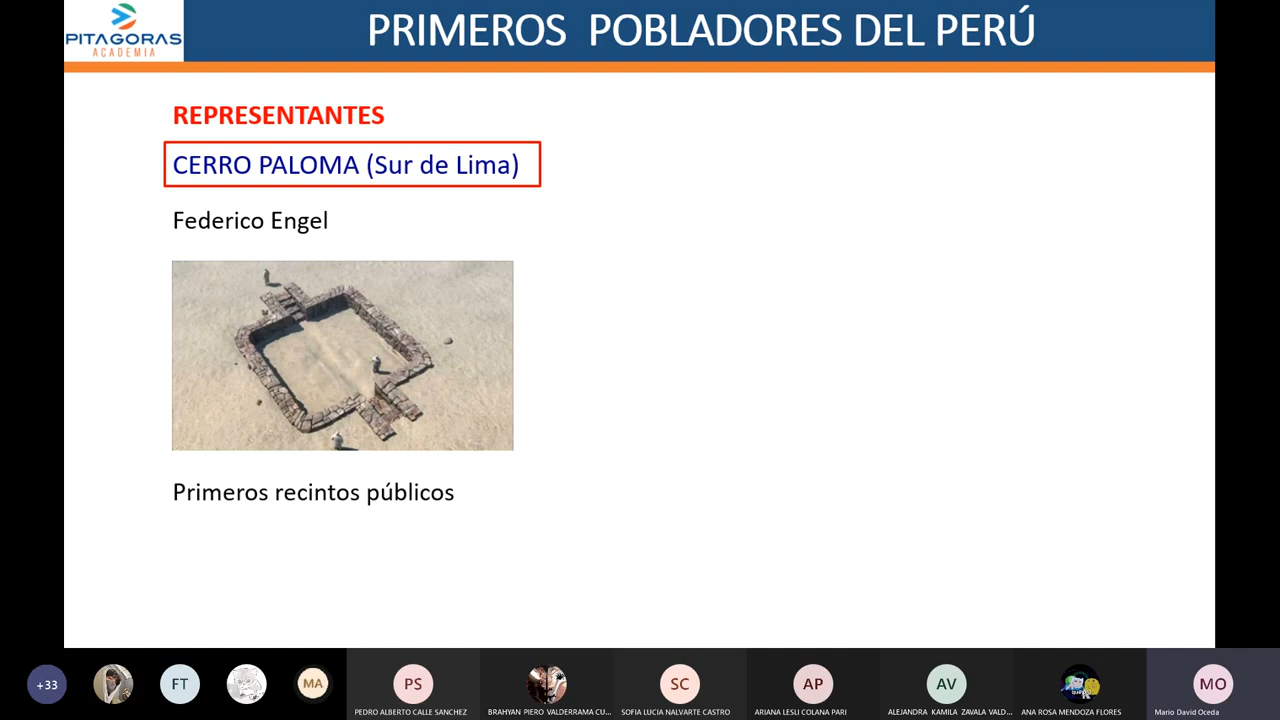 PITAGORAS
ACADEMIA
PRIMEROS POBLADORES DEL PERÚ
REPRESENTANTES
CERRO PALOMA (Sur de Lima)
Federico Engel
Primeros recintos públicos
+33
FT
MA
PS
SC
AP
AV
MO
PEDRO ALBERTO CALLE SANCHEZ
BRAHYAN PIERO VALDERRAMA CU...
SOFIA LUCIA NALVARTE CASTRO
ARIANA LESLI COLANA PARI
ALEJANDRA KAMILA ZAVALA VALD...
ANA ROSA MENDOZA FLORES
Mario David Oceda